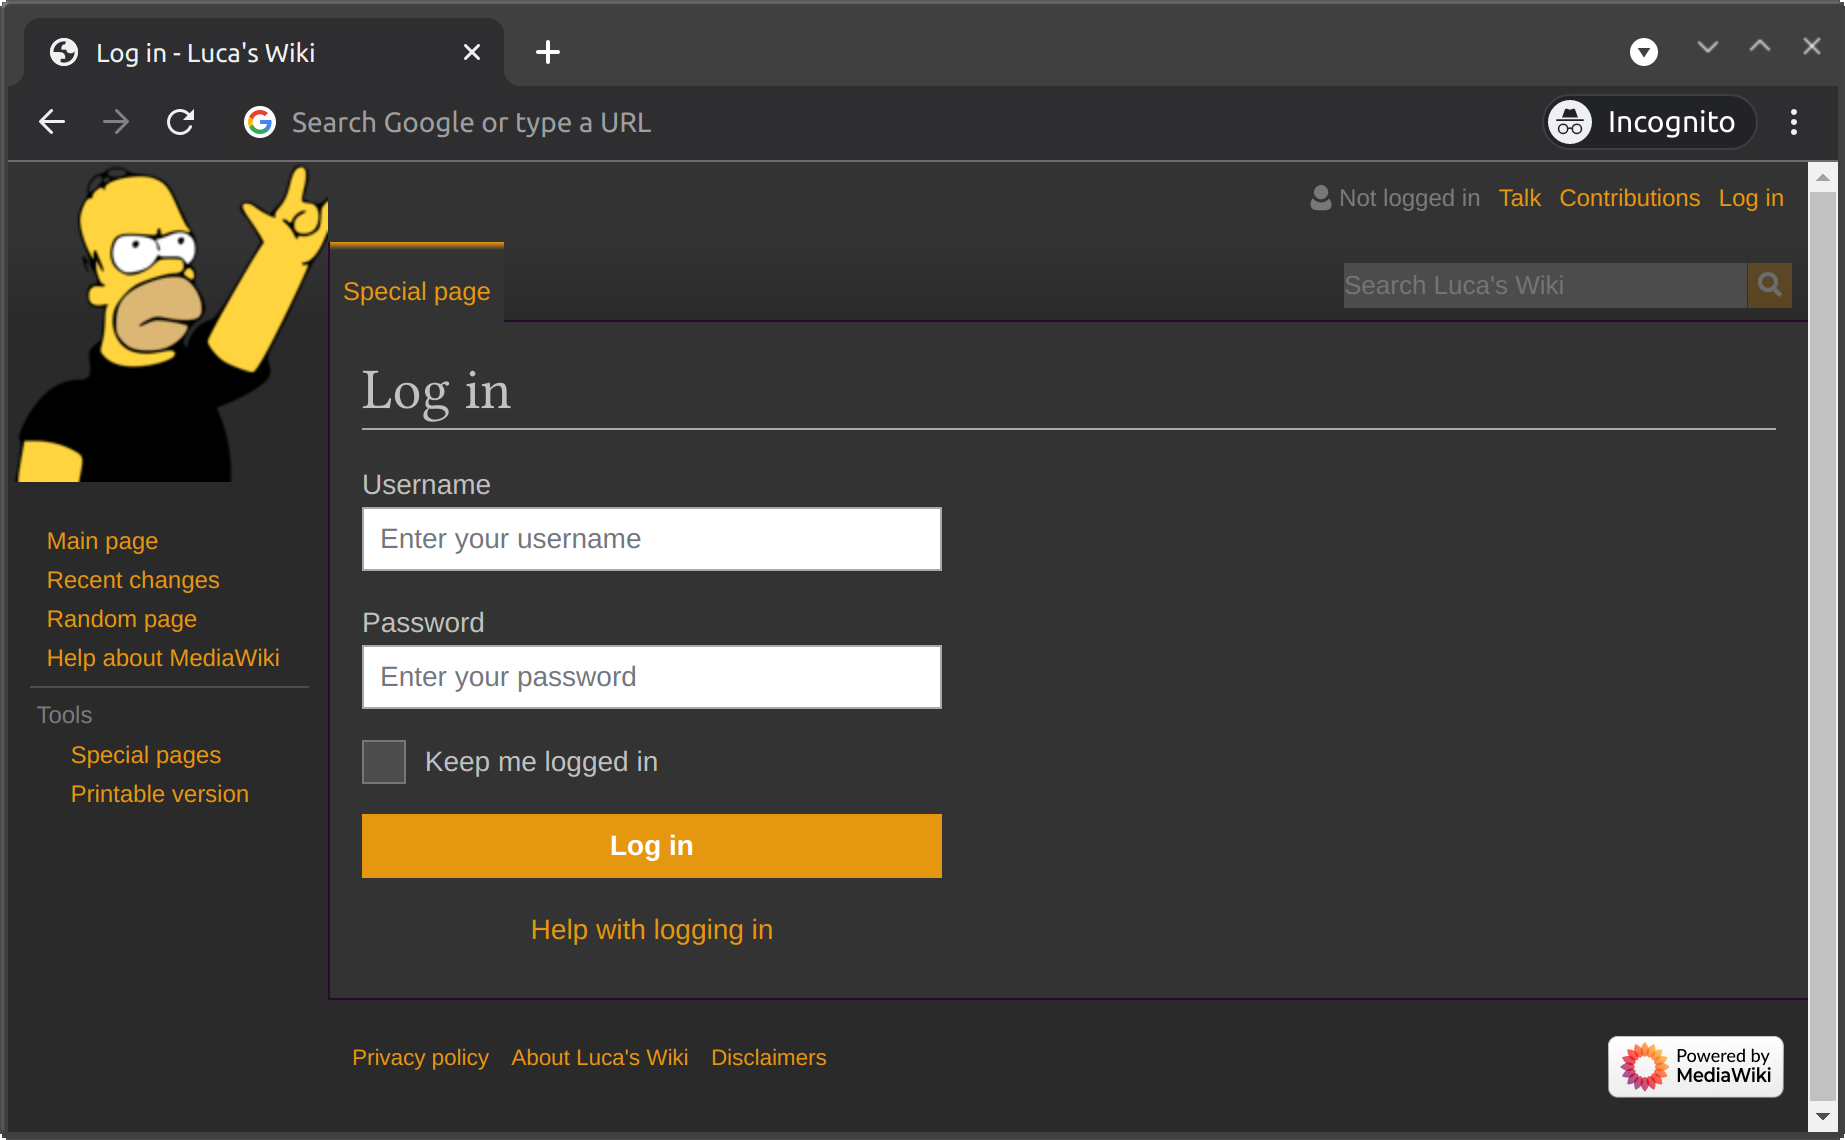 Log in - Luca's Wiki
Search Google or type a URL
Incognito
Not logged in Talk Contributions Log in
Special page
Search Luca's Wiki
Log in
Username
Enter your username
Password
Enter your password
Keep me logged in
Log in
Help with logging in
Main page
Recent changes
Random page
Help about MediaWiki
Tools
Special pages
Printable version
Privacy policy About Luca's Wiki Disclaimers
Powered by
MediaWiki